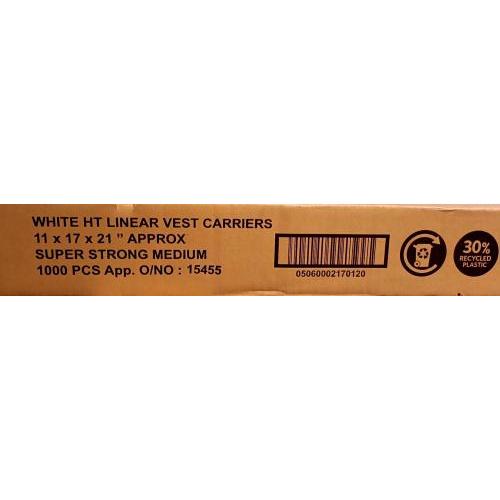 WHITE HT LINEAR VEST CARRIERS
11 x 17 x 21 " APPROX
SUPER STRONG MEDIUM
1000 PCS App. O/NO : 15455
05060002170120
30%
RECYCLED
PLASTIC